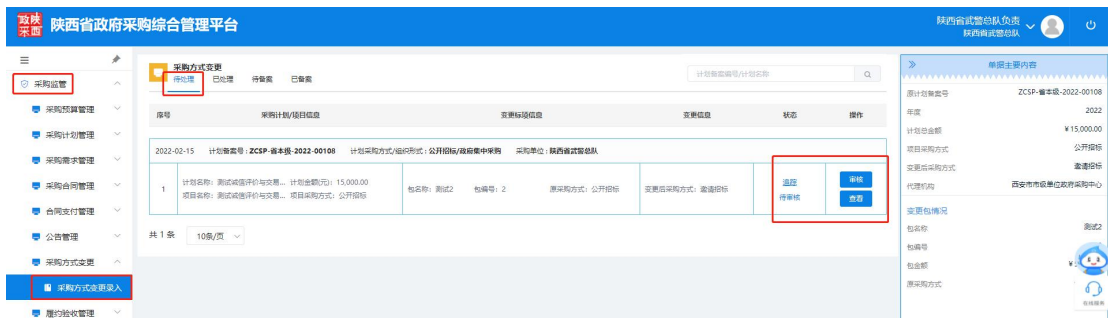 政陕
采西
陕西省政府采购综合管理平台
陕西省武警总队负责
陕西省武警总队
采购监管
采购预算管理
采购计划管理
采购需求管理
采购合同管理
合同支付管理
公告管理
采购方式变更
采购方式变更录入
履约验收管理
采购方式变更
待处理 已处理 待备案 已备案
计划备案编号/计划名称
序号 采购计划/项目信息 变更标项信息 变更信息 状态 操作
2022-02-15 计划备案号：ZCSP-省本级-2022-00108 计划采购方式/组织形式：公开招标/政府集中采购 采购单位：陕西省武警总队
1
计划名称：测试诚信评价与交易... 计划金额(元)：15,000.00
项目名称：测试诚信评价与交易... 项目采购方式：公开招标
包名称：测试2 包编号：2 原采购方式：公开招标
变更后采购方式：邀请招标
追踪
待审核
审核
查看
共 1 条 10条/页
单据主要内容
原计划备案号 ZCSP-省本级-2022-00108
年度 2022
计划总金额 ¥15,000.00
项目采购方式 公开招标
变更后采购方式 邀请招标
代理机构 西安市市级单位政府采购中心
变更包情况
包名称 测试2
包编号
包金额 ¥
原采购方式
在线服务